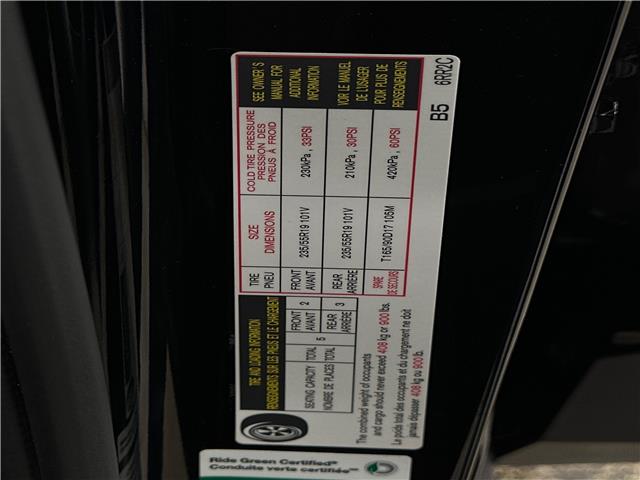 TIRE AND LOADING INFORMATION
RENSEIGNEMENTS SUR LES PNEUS ET LE CHARGEMENT
SEATING CAPACITY TOTAL 5 FRONT AVANT 2 REAR ARRIÈRE 3
NOMBRE DE PLACES TOTAL
The combined weight of occupants
and cargo should never exceed 408 kg or 900 lbs.
Le poids total des occupants et du chargement ne doit
jamais dépasser 408 kg ou 900 lb.
TIRE PNEU SIZE DIMENSIONS COLD TIRE PRESSURE PRESSION DES PNEUS À FROID
FRONT AVANT 235/55R19 101V 230kPa, 33PSI
REAR ARRIÈRE 235/55R19 101V 210kPa, 30PSI
SPARE DE SECOURS T165/90D17 105M 420kPa, 60PSI
SEE OWNER'S
MANUAL FOR
ADDITIONAL
INFORMATION
VOIR LE MANUEL
DE L'USAGER
POUR PLUS DE
RENSEIGNEMENTS
B5 6RR2C
Ride Green Certified®
Conduite verte certifiée